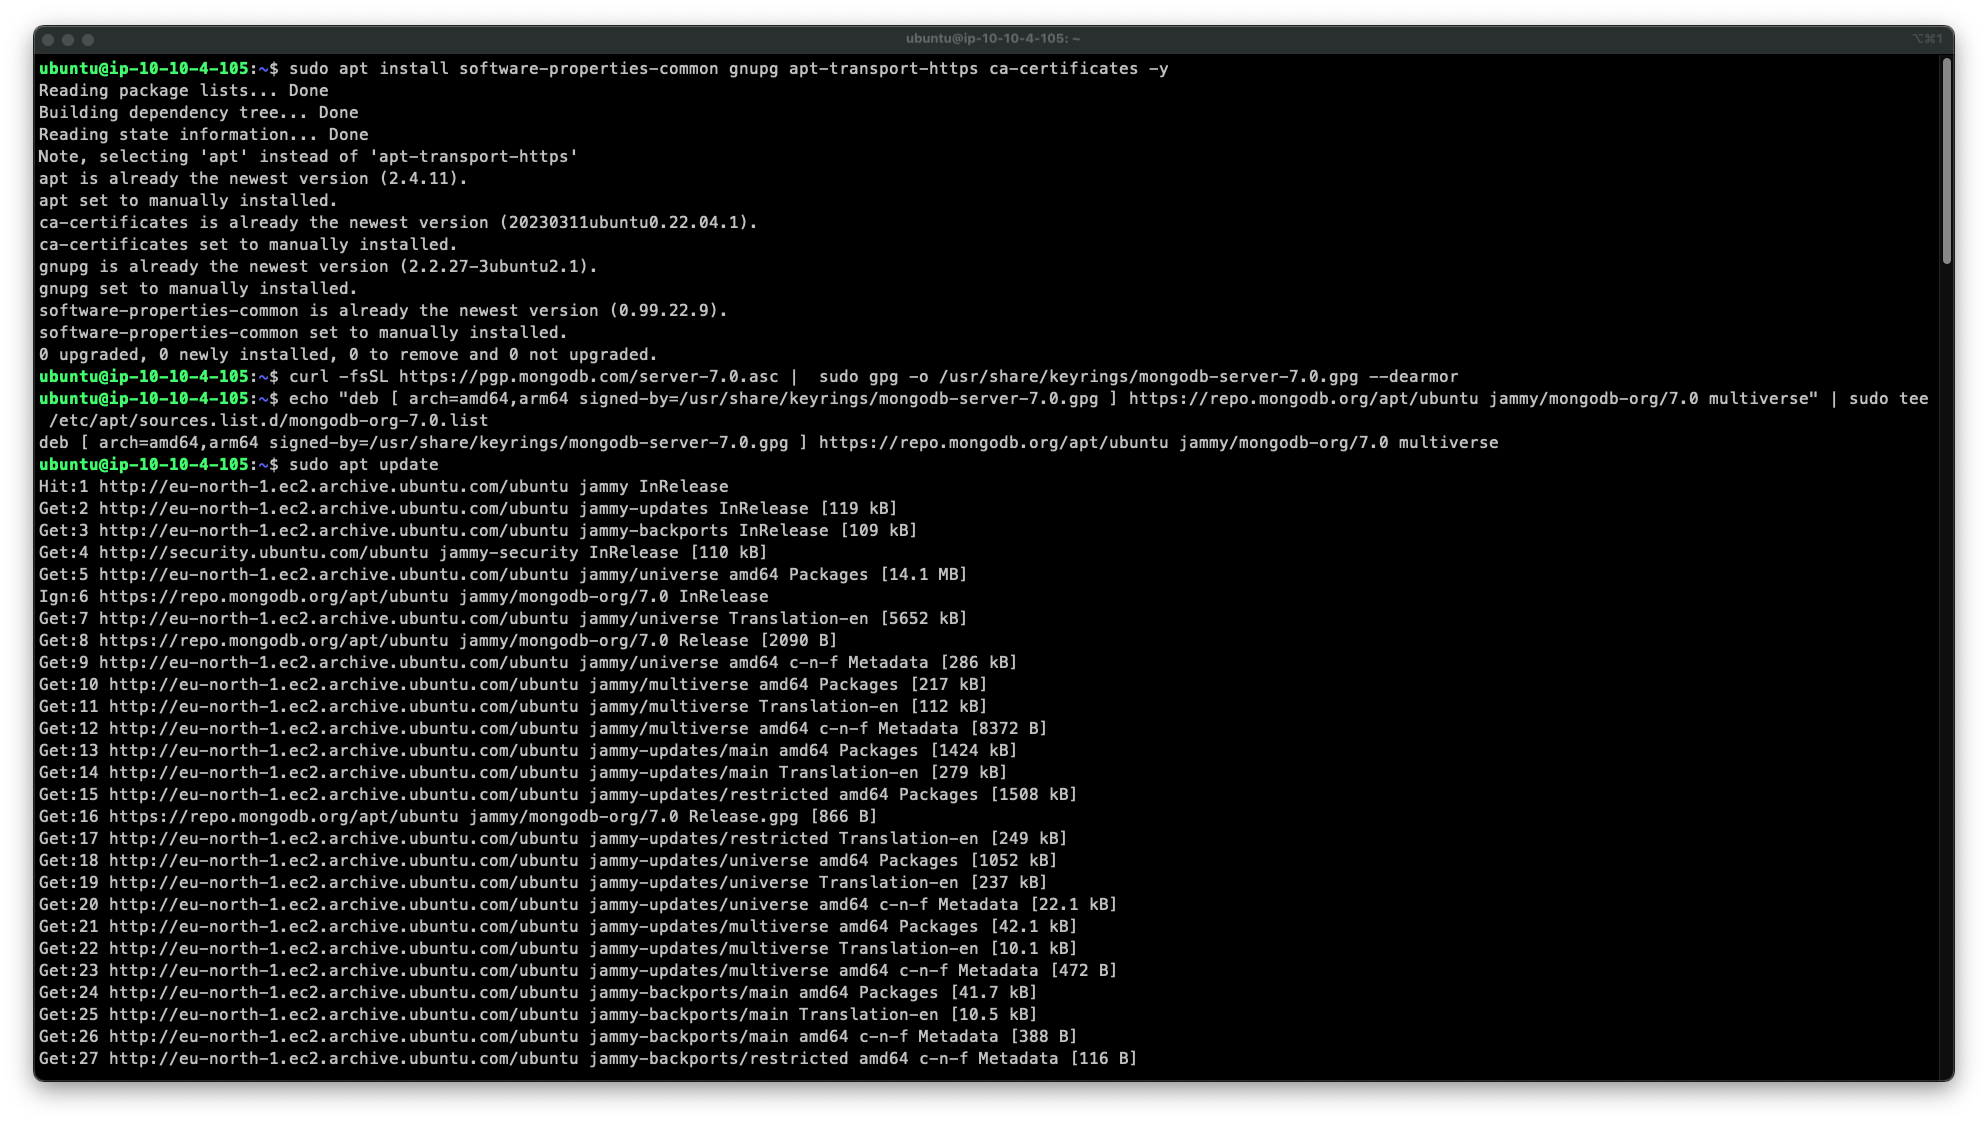 ubuntu@ip-10-10-4-105: ~
⌥⌘1
ubuntu@ip-10-10-4-105:~$ sudo apt install software-properties-common gnupg apt-transport-https ca-certificates -y
Reading package lists... Done
Building dependency tree... Done
Reading state information... Done
Note, selecting 'apt' instead of 'apt-transport-https'
apt is already the newest version (2.4.11).
apt set to manually installed.
ca-certificates is already the newest version (20230311ubuntu0.22.04.1).
ca-certificates set to manually installed.
gnupg is already the newest version (2.2.27-3ubuntu2.1).
gnupg set to manually installed.
software-properties-common is already the newest version (0.99.22.9).
software-properties-common set to manually installed.
0 upgraded, 0 newly installed, 0 to remove and 0 not upgraded.
ubuntu@ip-10-10-4-105:~$ curl -fsSL https://pgp.mongodb.com/server-7.0.asc |  sudo gpg -o /usr/share/keyrings/mongodb-server-7.0.gpg --dearmor
ubuntu@ip-10-10-4-105:~$ echo "deb [ arch=amd64,arm64 signed-by=/usr/share/keyrings/mongodb-server-7.0.gpg ] https://repo.mongodb.org/apt/ubuntu jammy/mongodb-org/7.0 multiverse" | sudo tee
 /etc/apt/sources.list.d/mongodb-org-7.0.list
deb [ arch=amd64,arm64 signed-by=/usr/share/keyrings/mongodb-server-7.0.gpg ] https://repo.mongodb.org/apt/ubuntu jammy/mongodb-org/7.0 multiverse
ubuntu@ip-10-10-4-105:~$ sudo apt update
Hit:1 http://eu-north-1.ec2.archive.ubuntu.com/ubuntu jammy InRelease
Get:2 http://eu-north-1.ec2.archive.ubuntu.com/ubuntu jammy-updates InRelease [119 kB]
Get:3 http://eu-north-1.ec2.archive.ubuntu.com/ubuntu jammy-backports InRelease [109 kB]
Get:4 http://security.ubuntu.com/ubuntu jammy-security InRelease [110 kB]
Get:5 http://eu-north-1.ec2.archive.ubuntu.com/ubuntu jammy/universe amd64 Packages [14.1 MB]
Ign:6 https://repo.mongodb.org/apt/ubuntu jammy/mongodb-org/7.0 InRelease
Get:7 http://eu-north-1.ec2.archive.ubuntu.com/ubuntu jammy/universe Translation-en [5652 kB]
Get:8 https://repo.mongodb.org/apt/ubuntu jammy/mongodb-org/7.0 Release [2090 B]
Get:9 http://eu-north-1.ec2.archive.ubuntu.com/ubuntu jammy/universe amd64 c-n-f Metadata [286 kB]
Get:10 http://eu-north-1.ec2.archive.ubuntu.com/ubuntu jammy/multiverse amd64 Packages [217 kB]
Get:11 http://eu-north-1.ec2.archive.ubuntu.com/ubuntu jammy/multiverse Translation-en [112 kB]
Get:12 http://eu-north-1.ec2.archive.ubuntu.com/ubuntu jammy/multiverse amd64 c-n-f Metadata [8372 B]
Get:13 http://eu-north-1.ec2.archive.ubuntu.com/ubuntu jammy-updates/main amd64 Packages [1424 kB]
Get:14 http://eu-north-1.ec2.archive.ubuntu.com/ubuntu jammy-updates/main Translation-en [279 kB]
Get:15 http://eu-north-1.ec2.archive.ubuntu.com/ubuntu jammy-updates/restricted amd64 Packages [1508 kB]
Get:16 https://repo.mongodb.org/apt/ubuntu jammy/mongodb-org/7.0 Release.gpg [866 B]
Get:17 http://eu-north-1.ec2.archive.ubuntu.com/ubuntu jammy-updates/restricted Translation-en [249 kB]
Get:18 http://eu-north-1.ec2.archive.ubuntu.com/ubuntu jammy-updates/universe amd64 Packages [1052 kB]
Get:19 http://eu-north-1.ec2.archive.ubuntu.com/ubuntu jammy-updates/universe Translation-en [237 kB]
Get:20 http://eu-north-1.ec2.archive.ubuntu.com/ubuntu jammy-updates/universe amd64 c-n-f Metadata [22.1 kB]
Get:21 http://eu-north-1.ec2.archive.ubuntu.com/ubuntu jammy-updates/multiverse amd64 Packages [42.1 kB]
Get:22 http://eu-north-1.ec2.archive.ubuntu.com/ubuntu jammy-updates/multiverse Translation-en [10.1 kB]
Get:23 http://eu-north-1.ec2.archive.ubuntu.com/ubuntu jammy-updates/multiverse amd64 c-n-f Metadata [472 B]
Get:24 http://eu-north-1.ec2.archive.ubuntu.com/ubuntu jammy-backports/main amd64 Packages [41.7 kB]
Get:25 http://eu-north-1.ec2.archive.ubuntu.com/ubuntu jammy-backports/main Translation-en [10.5 kB]
Get:26 http://eu-north-1.ec2.archive.ubuntu.com/ubuntu jammy-backports/main amd64 c-n-f Metadata [388 B]
Get:27 http://eu-north-1.ec2.archive.ubuntu.com/ubuntu jammy-backports/restricted amd64 c-n-f Metadata [116 B]